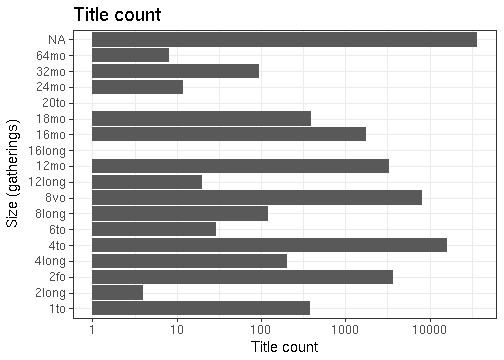 Title count
Size (gatherings)
NA
64mo
32mo
24mo
20to
18mo
16mo
16long
12mo
12long
8vo
8long
6to
4to
4long
2fo
2long
1to
1 10 100 1000 10000
Title count